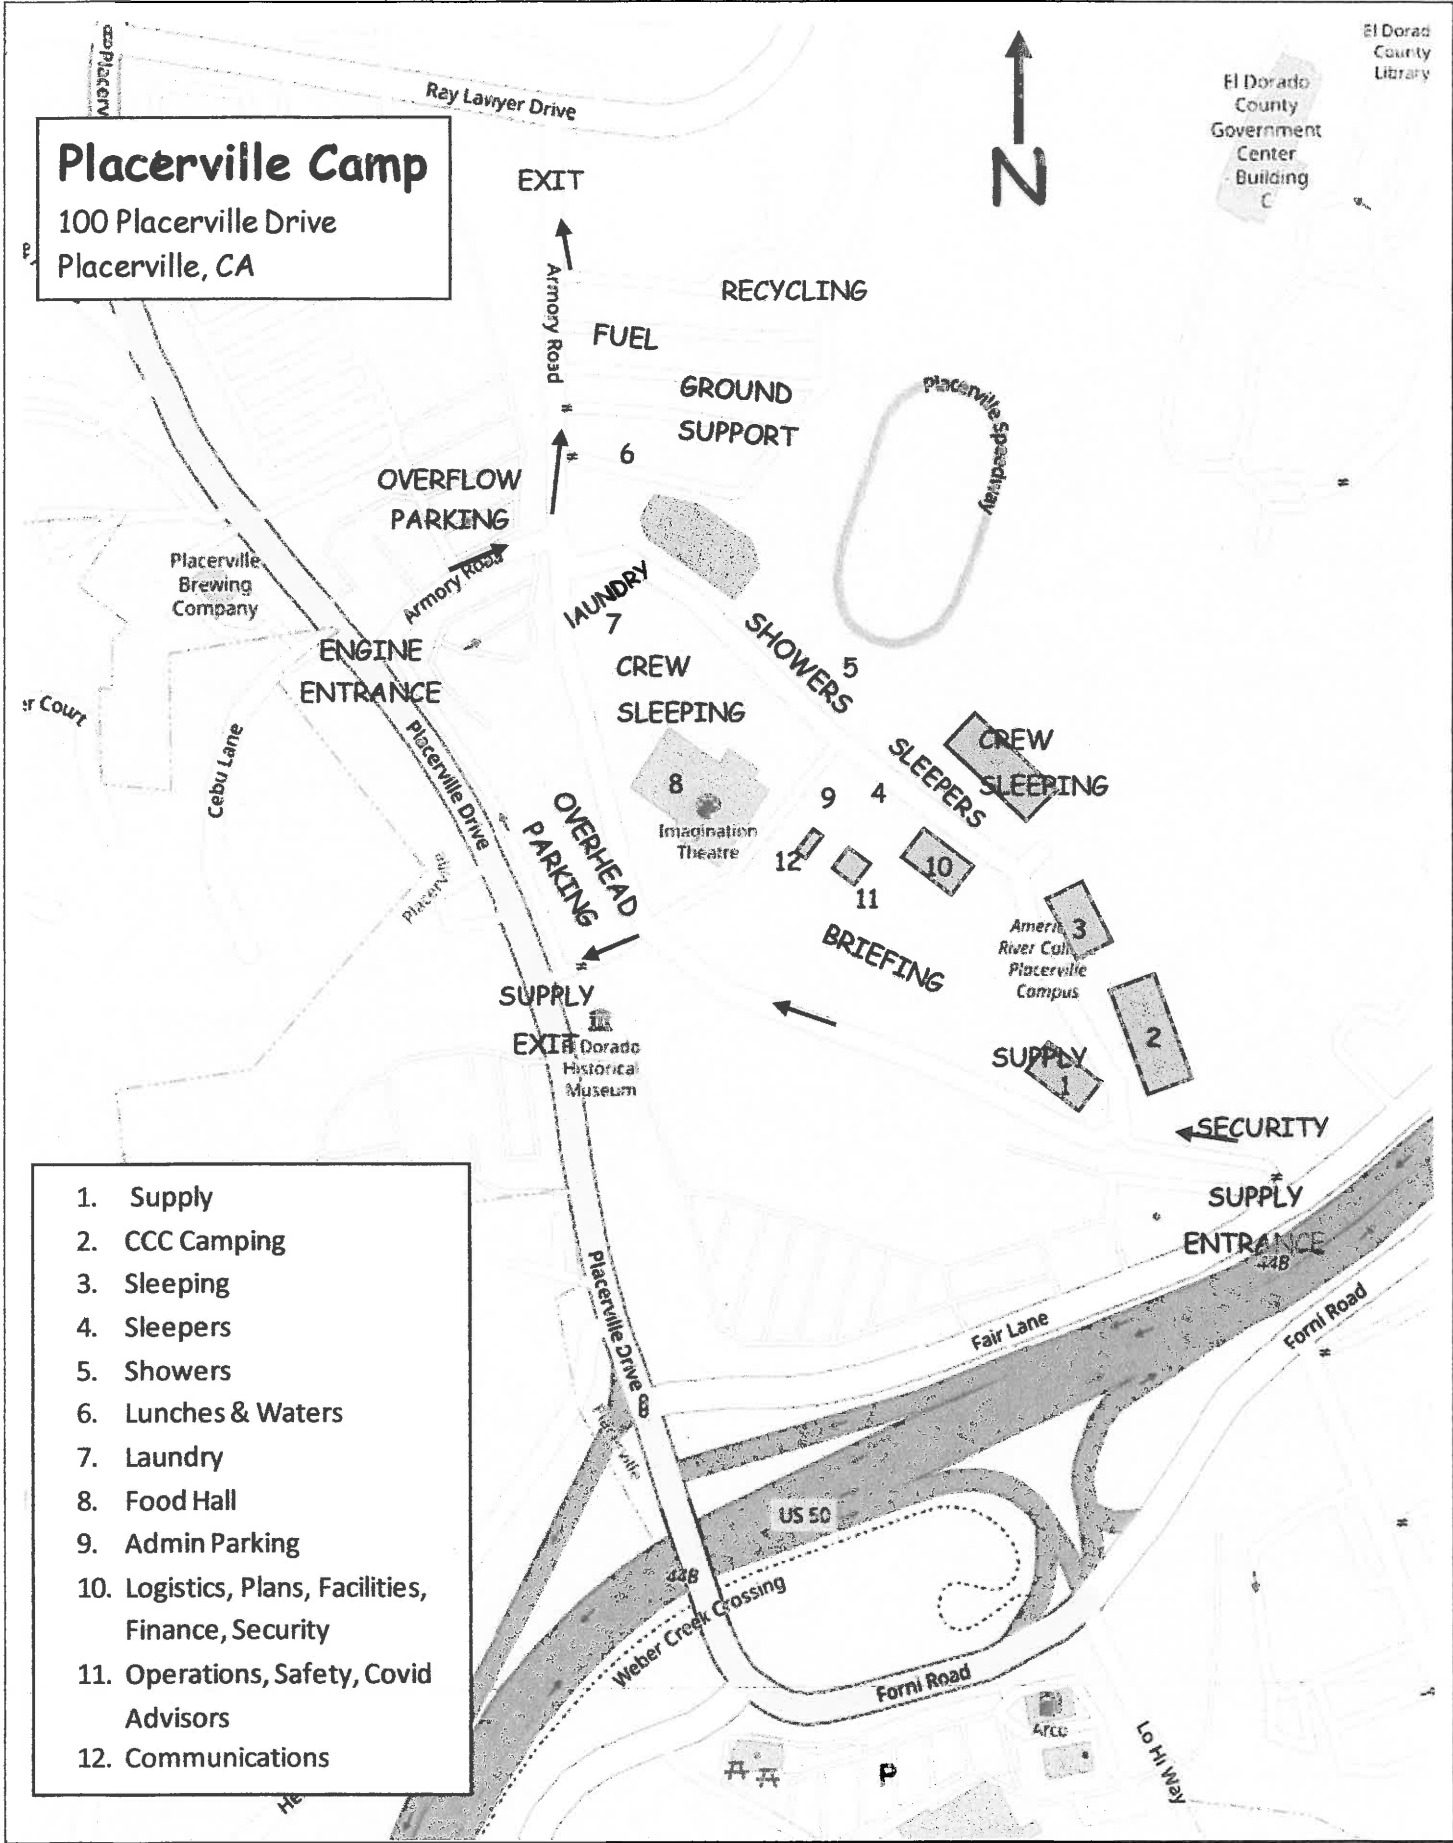 Ray Lawyer Drive
El Dorado
County
Government
Center
- Building
C
County
Library
Placerville Camp
100 Placerville Drive
Placerville, CA
EXIT
N
Armory Road
RECYCLING
FUEL
GROUND
SUPPORT
Placerville Speedway
6
OVERFLOW
PARKING
Placerville
Brewing
Company
Armory Road
LAUNDRY
7
ENGINE
ENTRANCE
CREW
SLEEPING
SHOWERS
5
Cebu Lane
Placerville Drive
CREW
SLEEPING
SLEEPERS
8
Imagination
Theatre
9
4
OVERHEAD
PARKING
12
11
10
BRIEFING
3
River
Placerville
Campus
2
SUPPLY
EXIT
Dorado
Historical
Museum
SUPPLY
1
SECURITY
SUPPLY
ENTRANCE
44B
1. Supply
2. CCC Camping
3. Sleeping
4. Sleepers
5. Showers
6. Lunches & Waters
7. Laundry
8. Food Hall
9. Admin Parking
10. Logistics, Plans, Facilities,
Finance, Security
11. Operations, Safety, Covid
Advisors
12. Communications
Placerville Drive
Fair Lane
Forni Road
US 50
44B
Weber Creek Crossing
Forni Road
Arco
Lo Hi Way
P